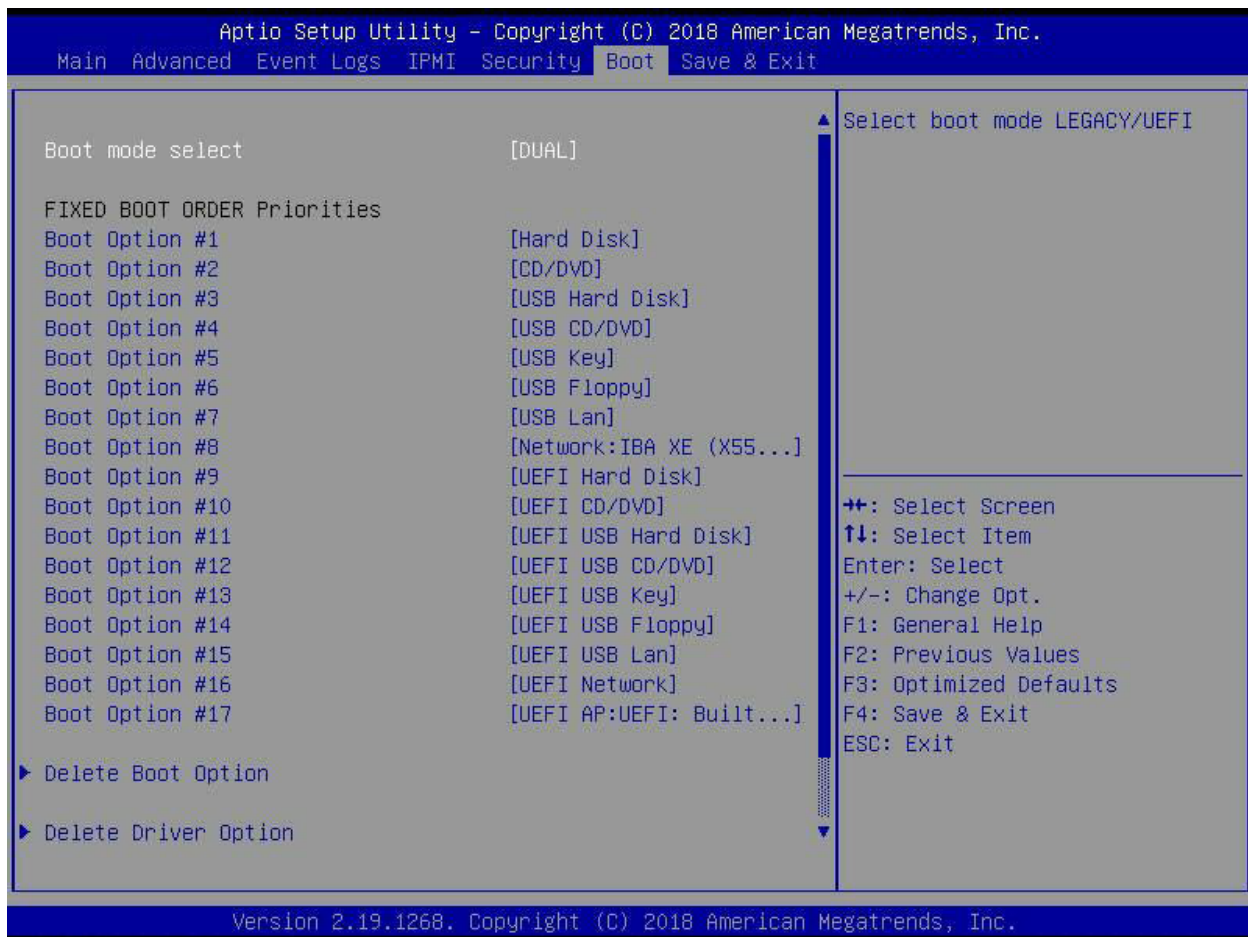 Aptio Setup Utility – Copyright (C) 2018 American Megatrends, Inc.
Main Advanced Event Logs IPMI Security Boot Save & Exit
Boot mode select [DUAL]
FIXED BOOT ORDER Priorities
Boot Option #1 [Hard Disk]
Boot Option #2 [CD/DVD]
Boot Option #3 [USB Hard Disk]
Boot Option #4 [USB CD/DVD]
Boot Option #5 [USB Key]
Boot Option #6 [USB Floppy]
Boot Option #7 [USB Lan]
Boot Option #8 [Network:IBA XE (X55...]
Boot Option #9 [UEFI Hard Disk]
Boot Option #10 [UEFI CD/DVD]
Boot Option #11 [UEFI USB Hard Disk]
Boot Option #12 [UEFI USB CD/DVD]
Boot Option #13 [UEFI USB Key]
Boot Option #14 [UEFI USB Floppy]
Boot Option #15 [UEFI USB Lan]
Boot Option #16 [UEFI Network]
Boot Option #17 [UEFI AP:UEFI: Built...]
Delete Boot Option
Delete Driver Option
Select boot mode LEGACY/UEFI
→←: Select Screen
↑↓: Select Item
Enter: Select
+/-: Change Opt.
F1: General Help
F2: Previous Values
F3: Optimized Defaults
F4: Save & Exit
ESC: Exit
Version 2.19.1268. Copyright (C) 2018 American Megatrends, Inc.